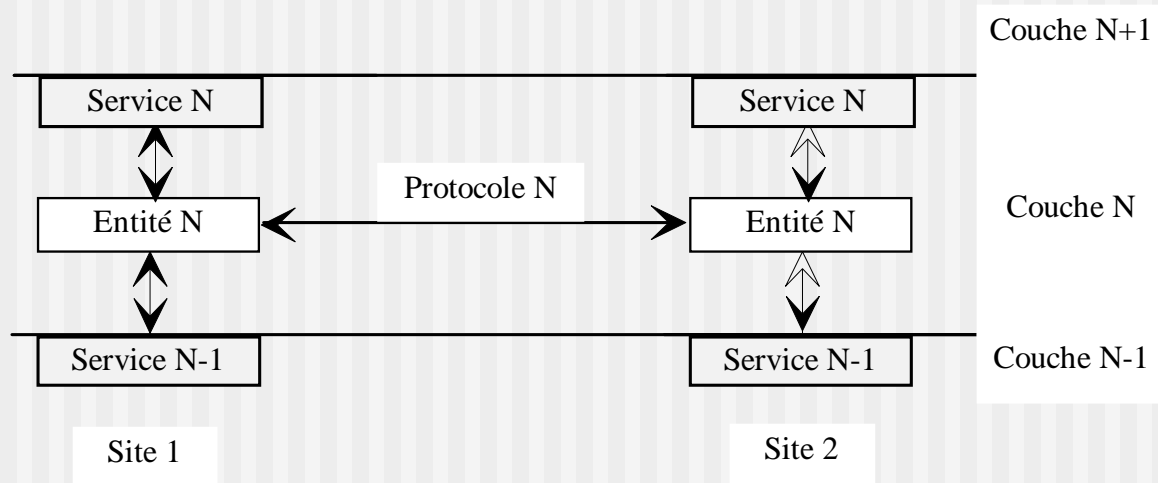 Couche N+1
Service N
Service N
Protocole N
Entité N
Entité N
Couche N
Service N-1
Service N-1
Couche N-1
Site 1
Site 2